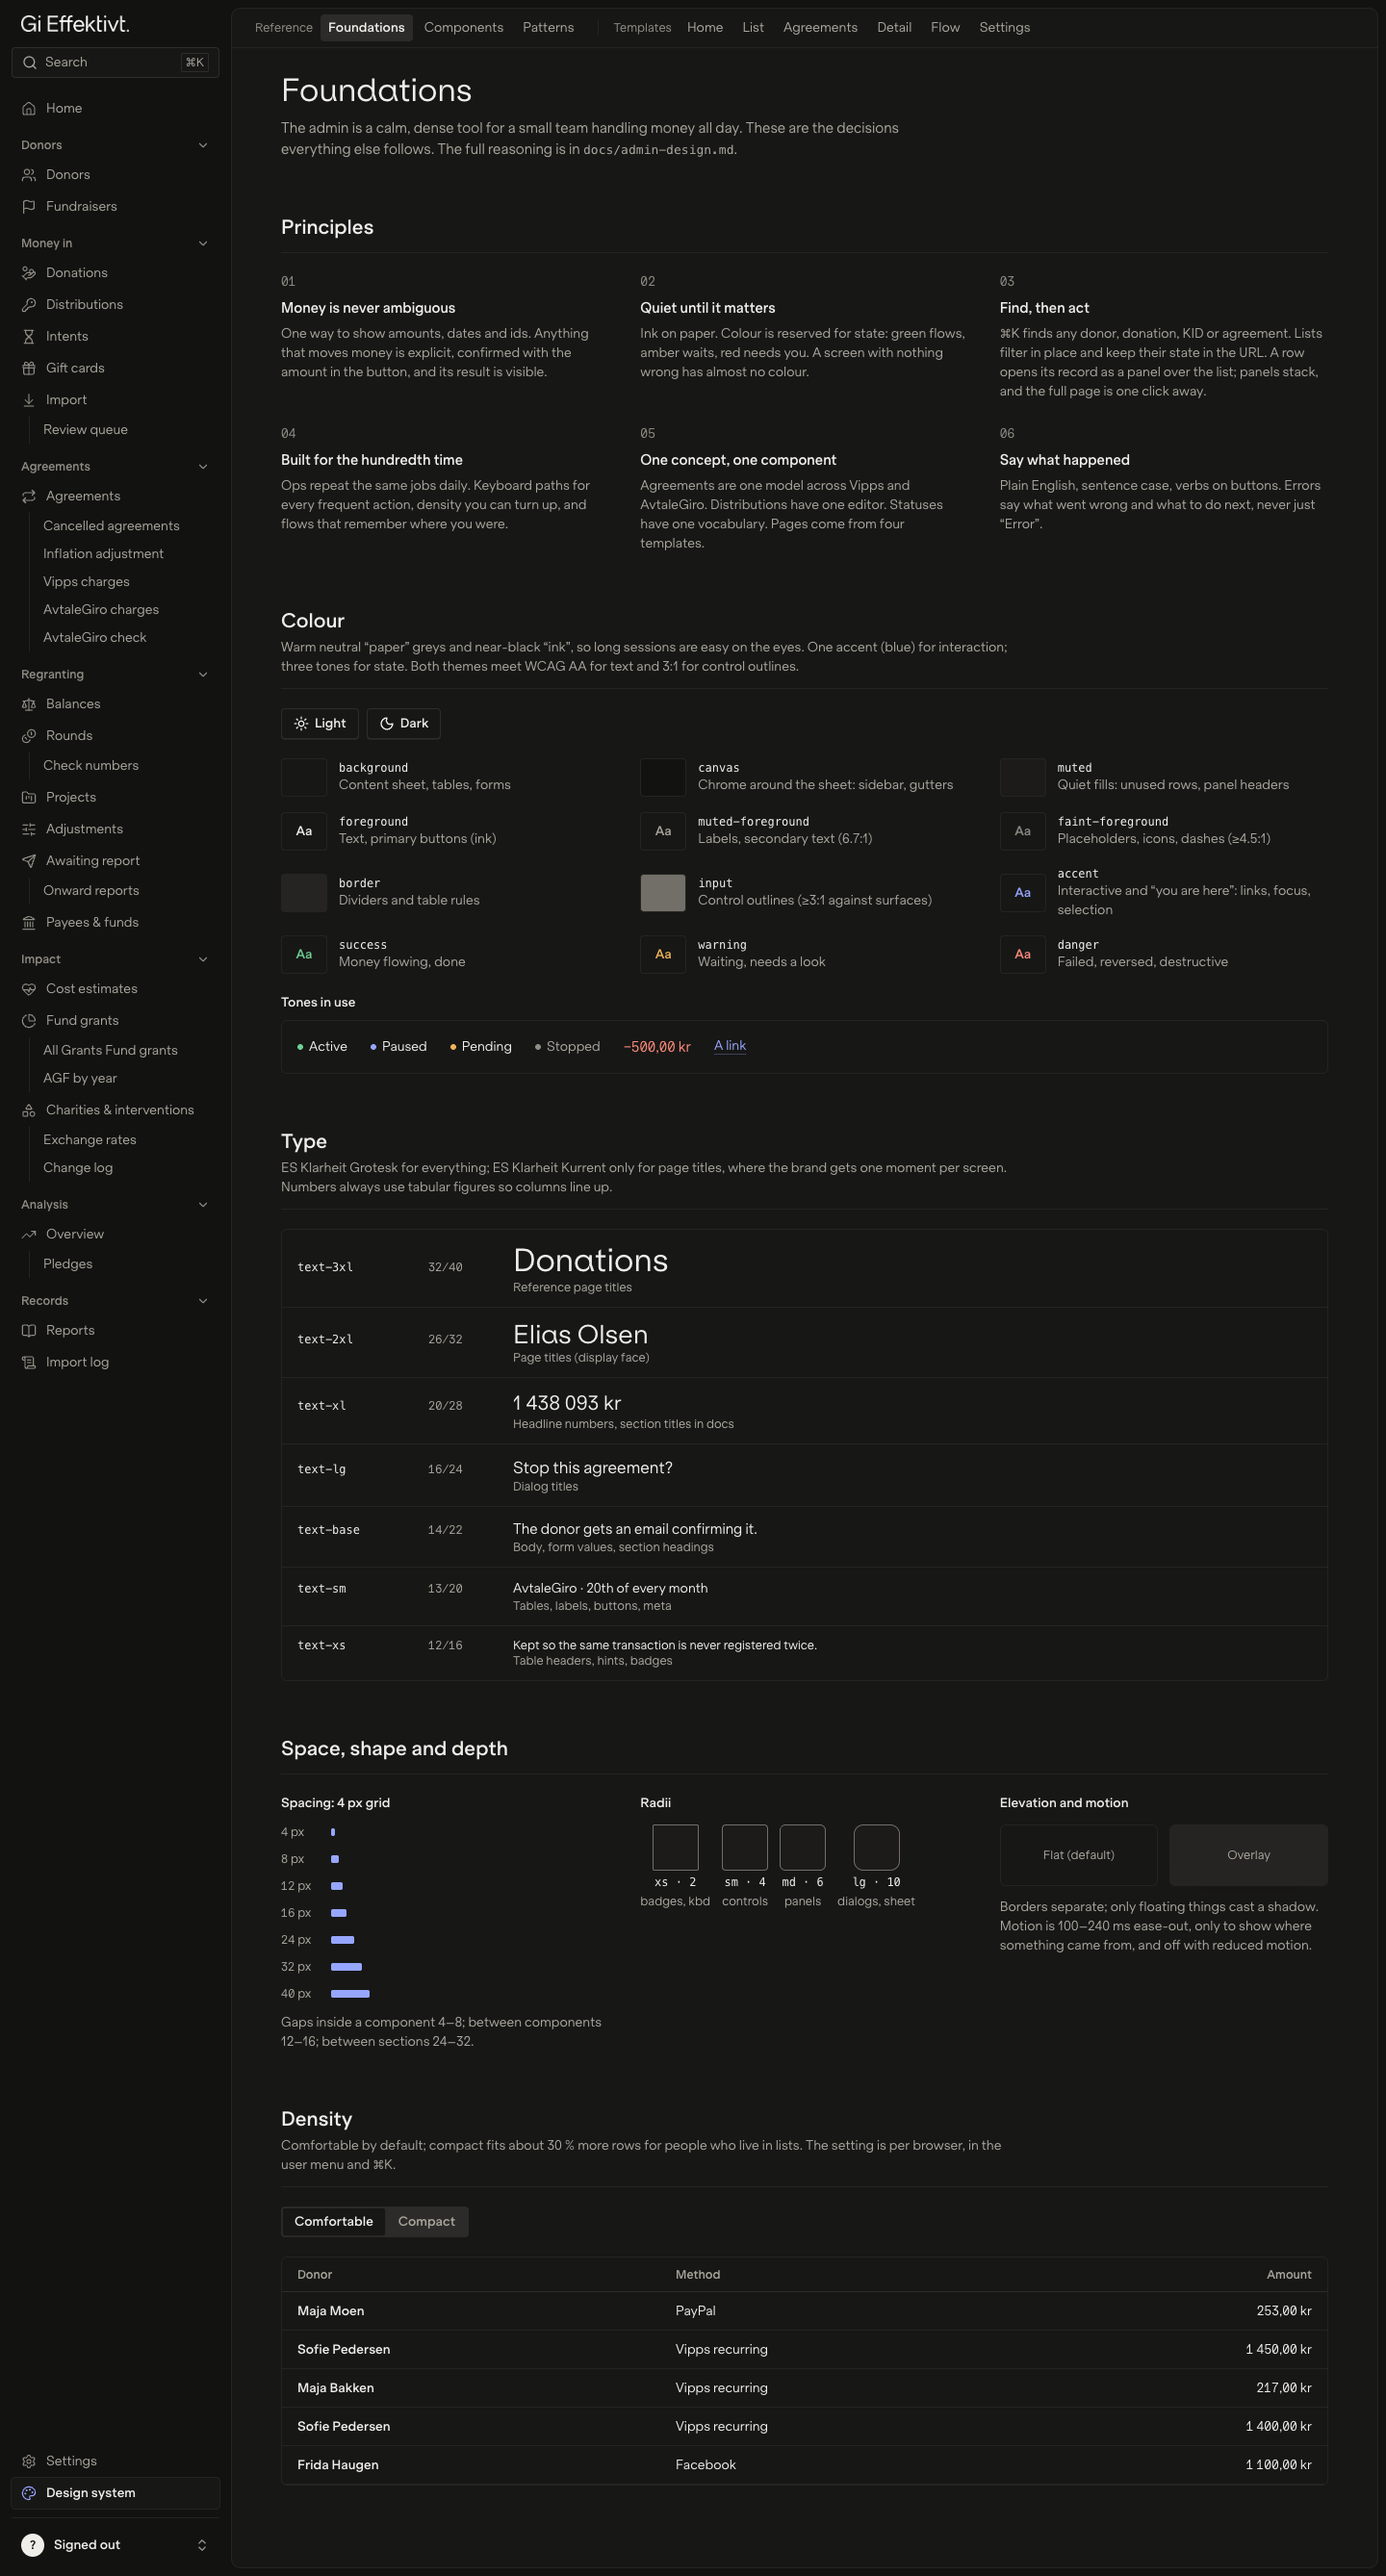 Gi Effektivt.
Search ⌘K
Home
Donors
Donors
Fundraisers
Money in
Donations
Distributions
Intents
Gift cards
Import
Review queue
Agreements
Agreements
Cancelled agreements
Inflation adjustment
Vipps charges
AvtaleGiro charges
AvtaleGiro check
Regranting
Balances
Rounds
Check numbers
Projects
Adjustments
Awaiting report
Onward reports
Payees & funds
Impact
Cost estimates
Fund grants
All Grants Fund grants
AGF by year
Charities & interventions
Exchange rates
Change log
Analysis
Overview
Pledges
Records
Reports
Import log
Settings
Design system
? Signed out
Reference Foundations Components Patterns Templates Home List Agreements Detail Flow Settings
Foundations
The admin is a calm, dense tool for a small team handling money all day. These are the decisions
everything else follows. The full reasoning is in docs/admin-design.md.
Principles
01
Money is never ambiguous
One way to show amounts, dates and ids. Anything
that moves money is explicit, confirmed with the
amount in the button, and its result is visible.
02
Quiet until it matters
Ink on paper. Colour is reserved for state: green flows,
amber waits, red needs you. A screen with nothing
wrong has almost no colour.
03
Find, then act
⌘K finds any donor, donation, KID or agreement. Lists
filter in place and keep their state in the URL. A row
opens its record as a panel over the list; panels stack,
and the full page is one click away.
04
Built for the hundredth time
Ops repeat the same jobs daily. Keyboard paths for
every frequent action, density you can turn up, and
flows that remember where you were.
05
One concept, one component
Agreements are one model across Vipps and
AvtaleGiro. Distributions have one editor. Statuses
have one vocabulary. Pages come from four
templates.
06
Say what happened
Plain English, sentence case, verbs on buttons. Errors
say what went wrong and what to do next, never just
“Error”.
Colour
Warm neutral “paper” greys and near-black “ink”, so long sessions are easy on the eyes. One accent (blue) for interaction;
three tones for state. Both themes meet WCAG AA for text and 3:1 for control outlines.
Light Dark
background
Content sheet, tables, forms
canvas
Chrome around the sheet: sidebar, gutters
muted
Quiet fills: unused rows, panel headers
Aa foreground
Text, primary buttons (ink)
Aa muted-foreground
Labels, secondary text (6.7:1)
Aa faint-foreground
Placeholders, icons, dashes (≥4.5:1)
border
Dividers and table rules
input
Control outlines (≥3:1 against surfaces)
Aa accent
Interactive and “you are here”: links, focus,
selection
Aa success
Money flowing, done
Aa warning
Waiting, needs a look
Aa danger
Failed, reversed, destructive
Tones in use
Active Paused Pending Stopped −500,00 kr A link
Type
ES Klarheit Grotesk for everything; ES Klarheit Kurrent only for page titles, where the brand gets one moment per screen.
Numbers always use tabular figures so columns line up.
text-3xl 32/40 Donations
Reference page titles
text-2xl 26/32 Elias Olsen
Page titles (display face)
text-xl 20/28 1 438 093 kr
Headline numbers, section titles in docs
text-lg 16/24 Stop this agreement?
Dialog titles
text-base 14/22 The donor gets an email confirming it.
Body, form values, section headings
text-sm 13/20 AvtaleGiro · 20th of every month
Tables, labels, buttons, meta
text-xs 12/16 Kept so the same transaction is never registered twice.
Table headers, hints, badges
Space, shape and depth
Spacing: 4 px grid
4 px
8 px
12 px
16 px
24 px
32 px
40 px
Gaps inside a component 4–8; between components
12–16; between sections 24–32.
Radii
xs · 2 sm · 4 md · 6 lg · 10
badges, kbd controls panels dialogs, sheet
Elevation and motion
Flat (default) Overlay
Borders separate; only floating things cast a shadow.
Motion is 100–240 ms ease-out, only to show where
something came from, and off with reduced motion.
Density
Comfortable by default; compact fits about 30 % more rows for people who live in lists. The setting is per browser, in the
user menu and ⌘K.
Comfortable Compact
Donor Method Amount
Maja Moen PayPal 253,00 kr
Sofie Pedersen Vipps recurring 1 450,00 kr
Maja Bakken Vipps recurring 217,00 kr
Sofie Pedersen Vipps recurring 1 400,00 kr
Frida Haugen Facebook 1 100,00 kr